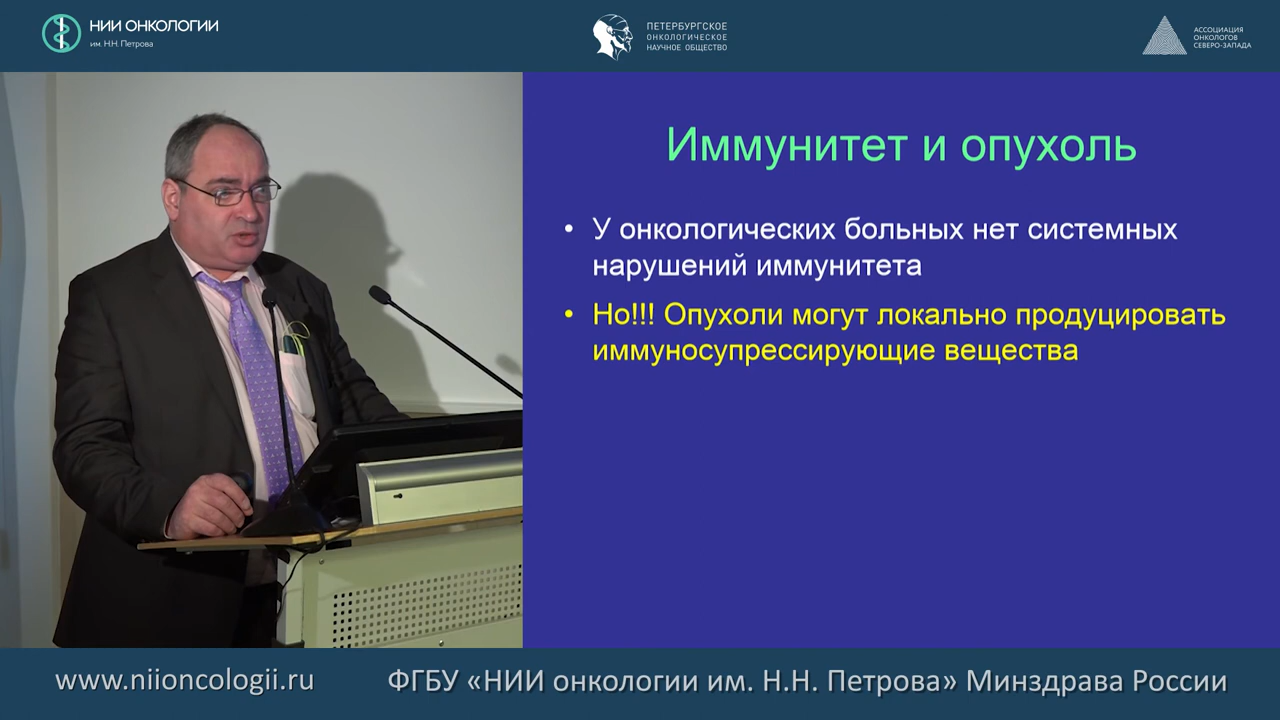 НИИ ОНКОЛОГИИ
им. Н.Н. Петрова
ПЕТЕРБУРГСКОЕ
ОНКОЛОГИЧЕСКОЕ
НАУЧНОЕ ОБЩЕСТВО
АССОЦИАЦИЯ
ОНКОЛОГОВ
СЕВЕРО-ЗАПАДА
Иммунитет и опухоль
• У онкологических больных нет системных
нарушений иммунитета
• Но!!! Опухоли могут локально продуцировать
иммуносупрессирующие вещества
www.niioncologii.ru
ФГБУ «НИИ онкологии им. Н.Н. Петрова» Минздрава России